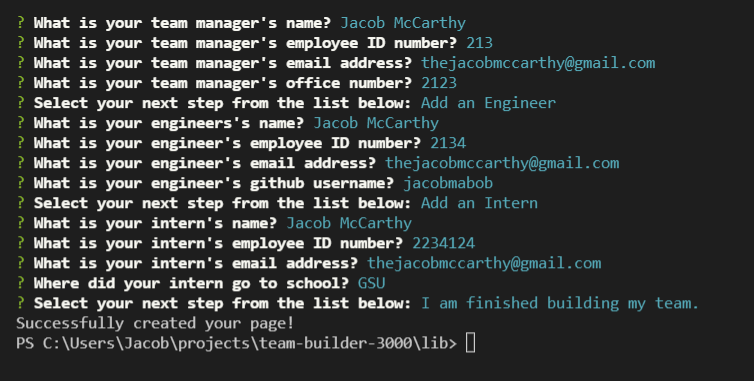 ? What is your team manager's name? Jacob McCarthy
? What is your team manager's employee ID number? 213
? What is your team manager's email address? thejacobmccarthy@gmail.com
? What is your team manager's office number? 2123
? Select your next step from the list below: Add an Engineer
? What is your engineers's name? Jacob McCarthy
? What is your engineer's employee ID number? 2134
? What is your engineer's email address? thejacobmccarthy@gmail.com
? What is your engineer's github username? jacobmabob
? Select your next step from the list below: Add an Intern
? What is your intern's name? Jacob McCarthy
? What is your intern's employee ID number? 2234124
? What is your intern's email address? thejacobmccarthy@gmail.com
? Where did your intern go to school? GSU
? Select your next step from the list below: I am finished building my team.
Successfully created your page!
PS C:\Users\Jacob\projects\team-builder-3000\lib>